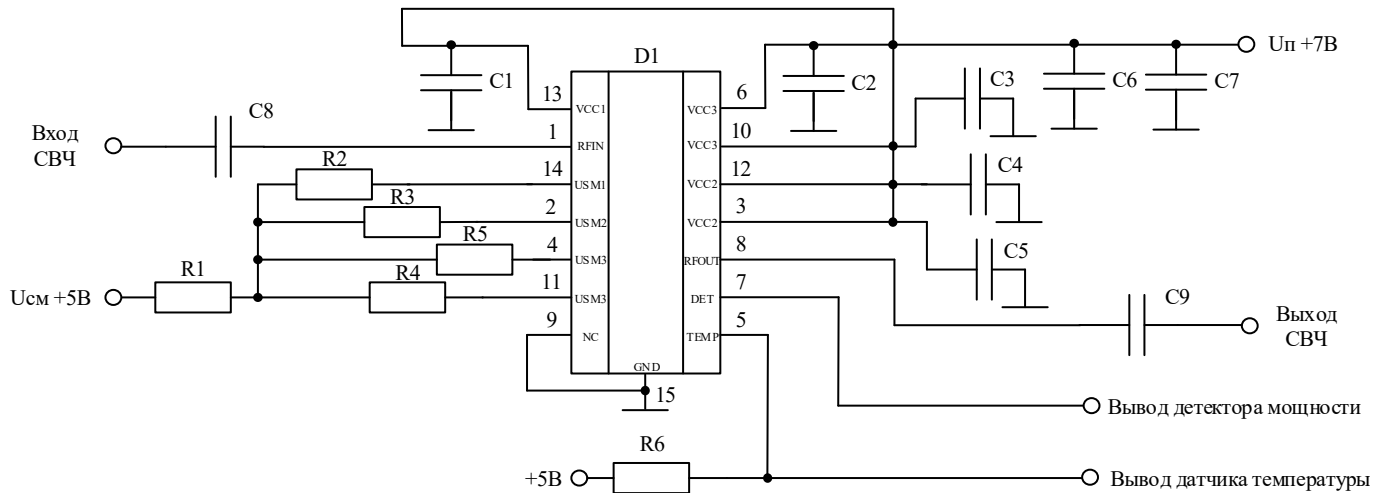 D1
Uп +7В
C1
C2
C3
C6
C7
13
VCC1
VCC3
6
C8
Вход
СВЧ
1
RFIN
VCC3
10
R2
14
USM1
VCC2
12
C4
R3
2
USM2
VCC2
3
R5
4
USM3
RFOUT
8
C5
Uсм +5В
R1
R4
11
USM3
DET
7
C9
Выход
СВЧ
9
NC
TEMP
5
GND
15
Вывод детектора мощности
R6
+5В
Вывод датчика температуры